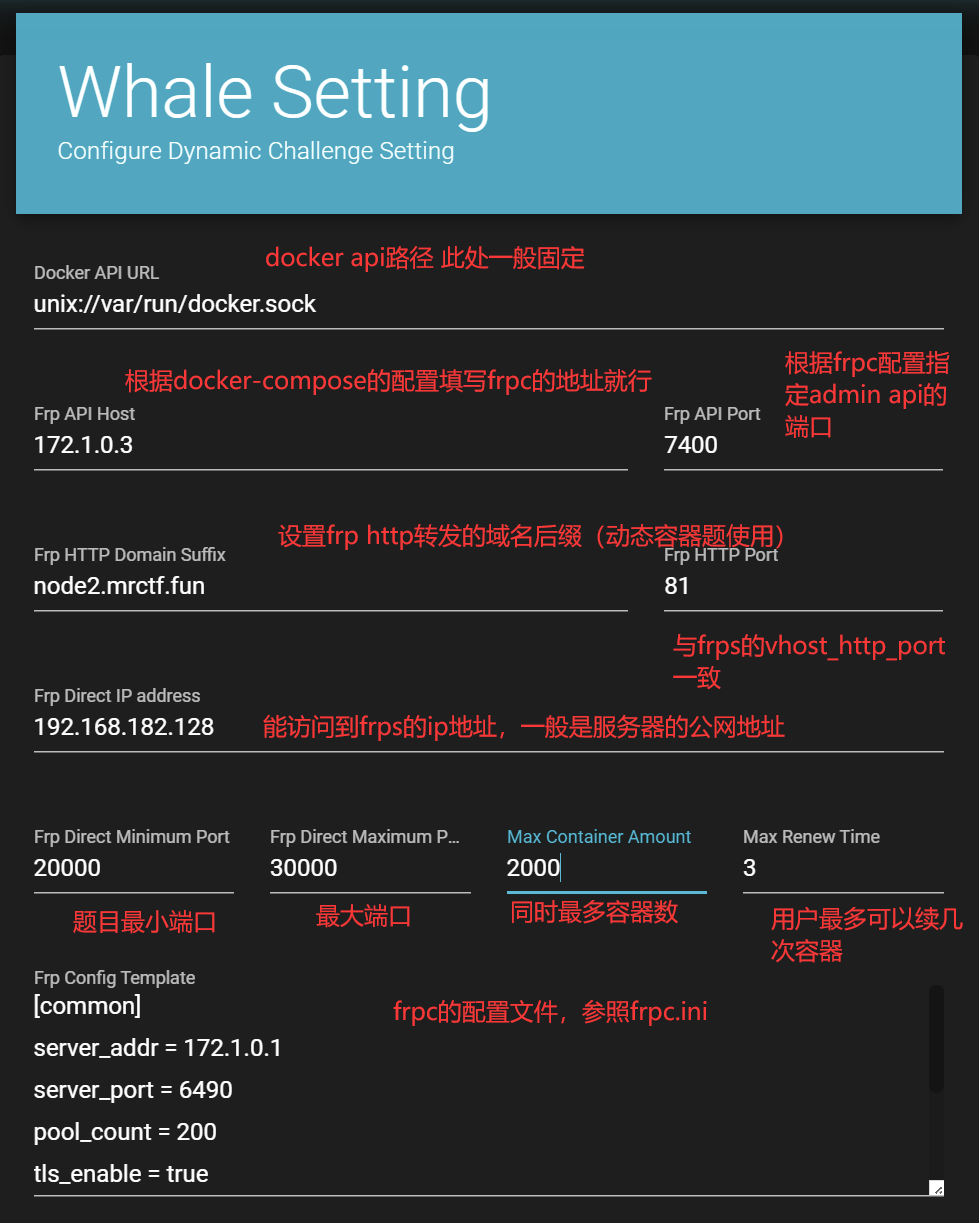 Whale Setting
Configure Dynamic Challenge Setting
docker api路径 此处一般固定
Docker API URL
unix://var/run/docker.sock
根据docker-compose的配置填写frpc的地址就行
根据frpc配置指
定admin api的
端口
Frp API Host
Frp API Port
172.1.0.3
7400
设置frp http转发的域名后缀（动态容器题使用）
Frp HTTP Domain Suffix
Frp HTTP Port
node2.mrctf.fun
81
与frps的vhost_http_port
一致
Frp Direct IP address
192.168.182.128
能访问到frps的ip地址，一般是服务器的公网地址
Frp Direct Minimum Port
Frp Direct Maximum P...
Max Container Amount
Max Renew Time
20000
30000
2000
3
题目最小端口
最大端口
同时最多容器数
用户最多可以续几
次容器
Frp Config Template
[common]
frpc的配置文件，参照frpc.ini
server_addr = 172.1.0.1
server_port = 6490
pool_count = 200
tls_enable = true